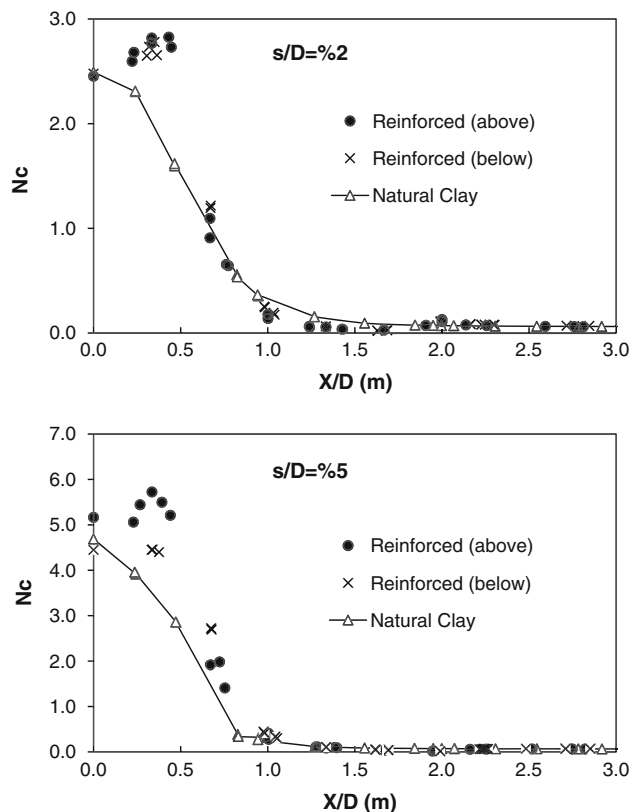 3.0
s/D=%2
2.0
Reinforced (above)
Reinforced (below)
Nc
Natural Clay
1.0
0.0
0.0 0.5 1.0 1.5 2.0 2.5 3.0
X/D (m)
7.0
s/D=%5
6.0
5.0
Reinforced (above)
4.0
Reinforced (below)
Nc
3.0
Natural Clay
2.0
1.0
0.0
0.0 0.5 1.0 1.5 2.0 2.5 3.0
X/D (m)